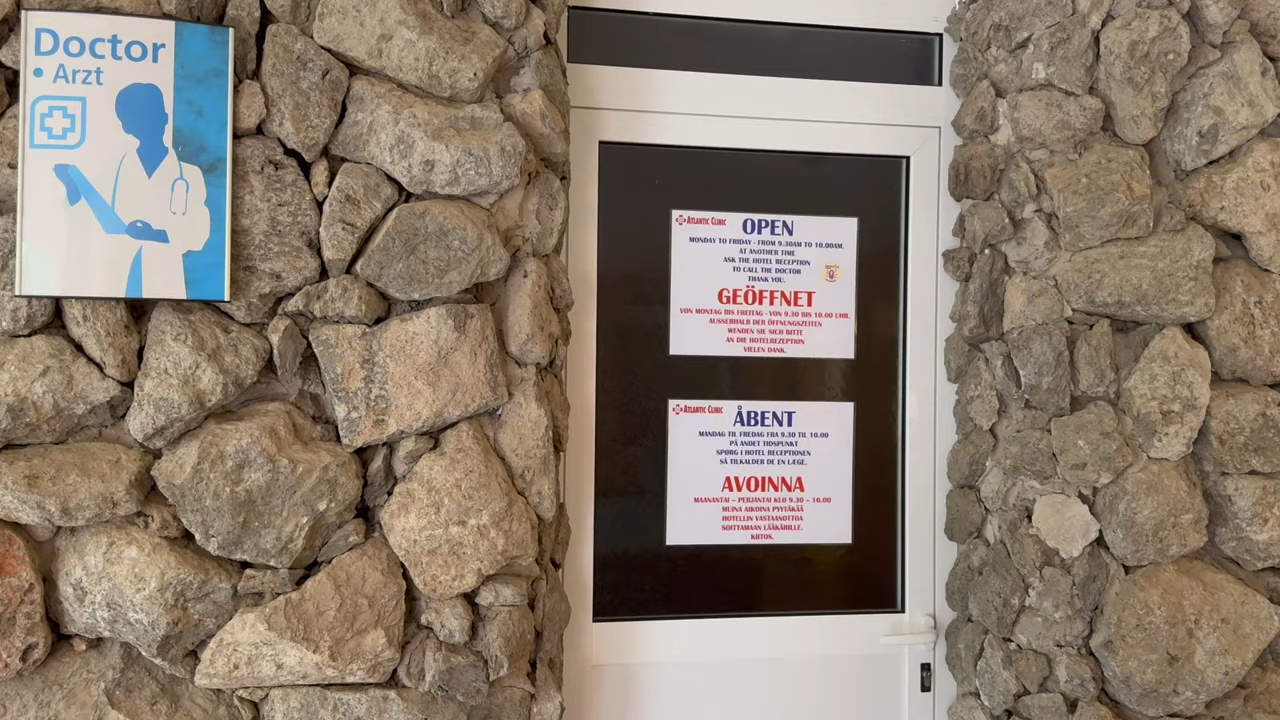 Doctor
• Arzt
ATLANTIC CLINIC
OPEN
MONDAY TO FRIDAY - FROM 9.30AM TO 10.00AM.
AT ANOTHER TIME
ASK THE HOTEL RECEPTION
TO CALL THE DOCTOR
THANK YOU.
GEÖFFNET
VON MONTAG BIS FREITAG - VON 9.30 BIS 10.00 UHR.
AUSSERHALB DER ÖFFNUNGSZEITEN
WENDEN SIE SICH BITTE
AN DIE HOTELREZEPTION
VIELEN DANK.
ATLANTIC CLINIC
ÅBENT
MANDAG TIL FREDAG FRA 9.30 TIL 10.00
PÅ ANDET TIDSPUNKT
SPØRG I HOTEL RECEPTIONEN
SÅ TILKALDER DE EN LÆGE.
AVOINNA
MAANANTAI – PERJANTAI KLO 9.30 – 10.00
MUINA AIKOINA PYYTÄKÄÄ
HOTELLIN VASTAANOTTOA
SOITTAMAAN LÄÄKÄRILLE.
KIITOS.